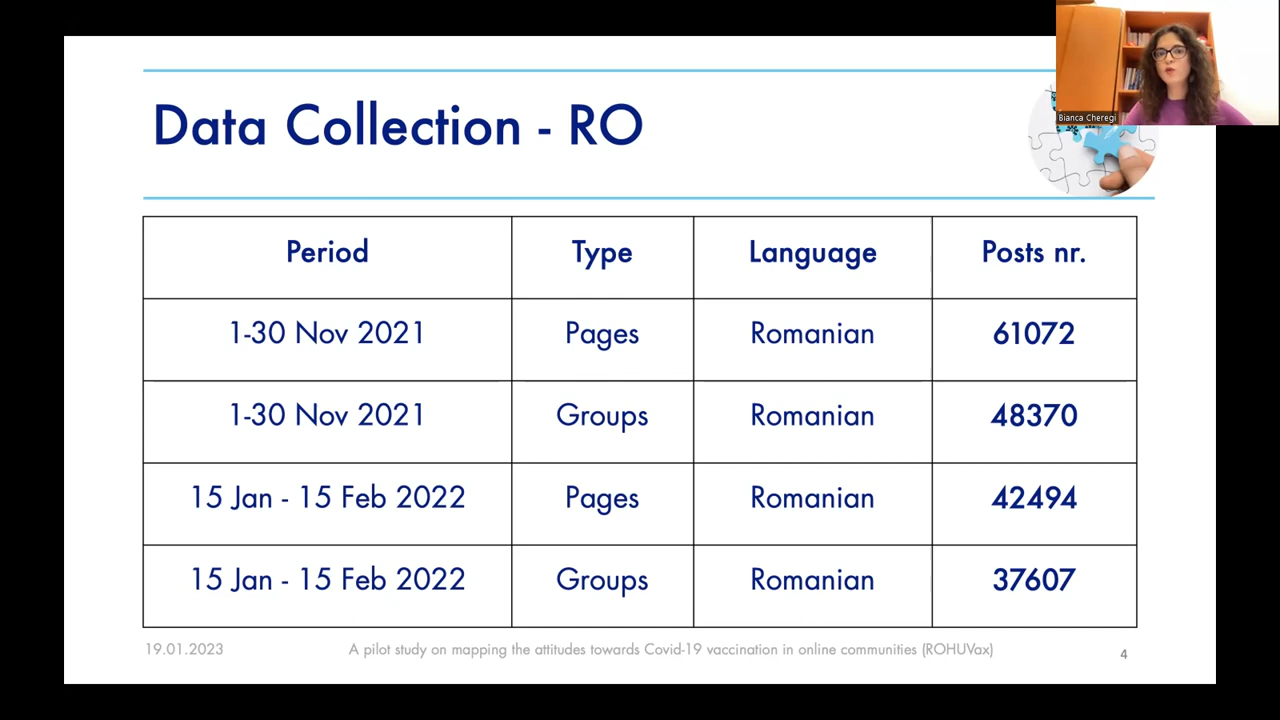 Data Collection - RO
Bianca Cheregi
Period Type Language Posts nr.
1-30 Nov 2021 Pages Romanian 61072
1-30 Nov 2021 Groups Romanian 48370
15 Jan - 15 Feb 2022 Pages Romanian 42494
15 Jan - 15 Feb 2022 Groups Romanian 37607
19.01.2023 A pilot study on mapping the attitudes towards Covid-19 vaccination in online communities (ROHUVax) 4